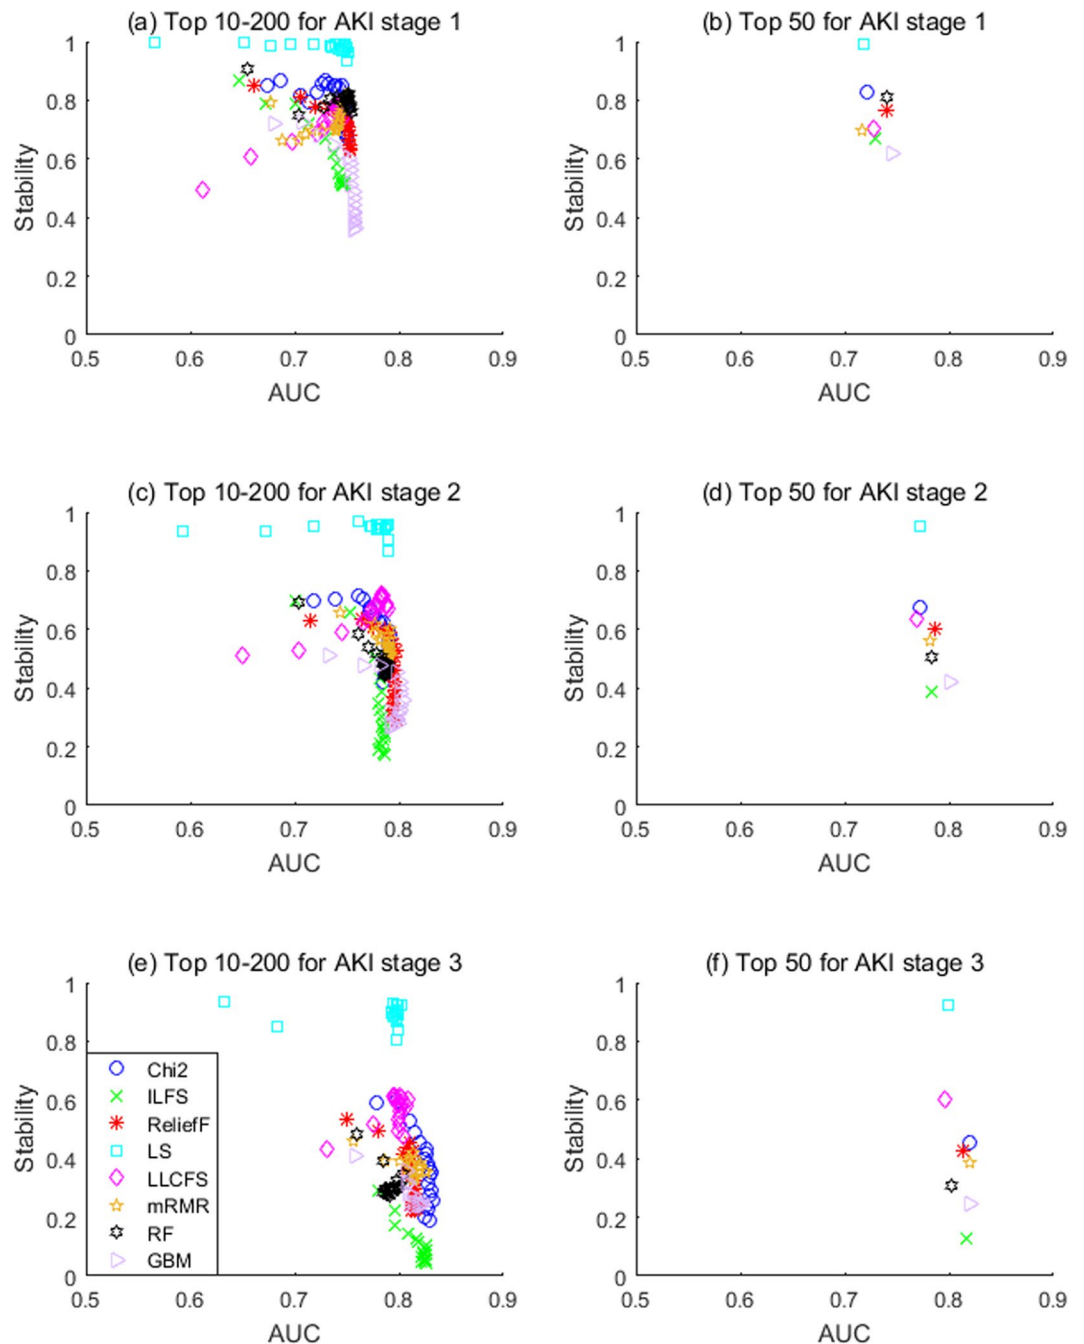 (a) Top 10-200 for AKI stage 1
1
0.8
0.6
0.4
0.2
0
Stability
0.5
0.6
0.7
0.8
0.9
AUC
(b) Top 50 for AKI stage 1
1
0.8
0.6
0.4
0.2
0
Stability
0.5
0.6
0.7
0.8
0.9
AUC
(c) Top 10-200 for AKI stage 2
1
0.8
0.6
0.4
0.2
0
Stability
0.5
0.6
0.7
0.8
0.9
AUC
(d) Top 50 for AKI stage 2
1
0.8
0.6
0.4
0.2
0
Stability
0.5
0.6
0.7
0.8
0.9
AUC
(e) Top 10-200 for AKI stage 3
1
0.8
0.6
0.4
0.2
0
Stability
Chi2
ILFS
ReliefF
LS
LLCFS
mRMR
RF
GBM
0.5
0.6
0.7
0.8
0.9
AUC
(f) Top 50 for AKI stage 3
1
0.8
0.6
0.4
0.2
0
Stability
0.5
0.6
0.7
0.8
0.9
AUC